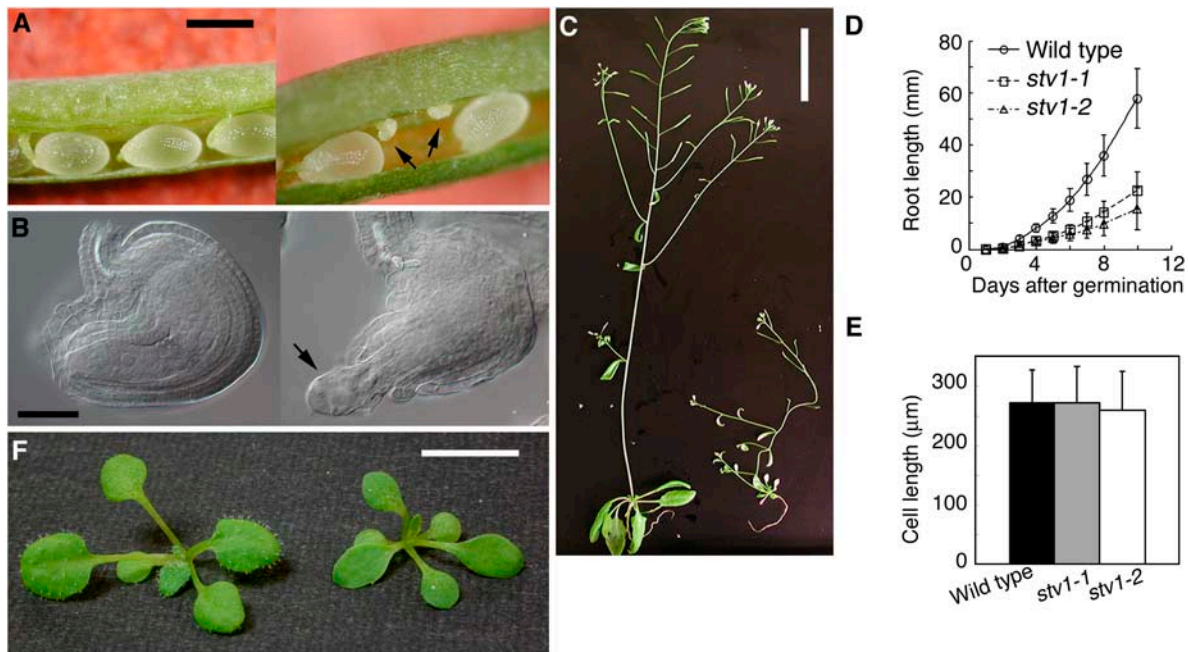 A
B
F
C
D
Root length (mm)
80
60
40
20
0
0 4 8 12
Days after germination
Wild type
stv1-1
stv1-2
E
Cell length (μm)
300
200
100
0
Wild type
stv1-1
stv1-2